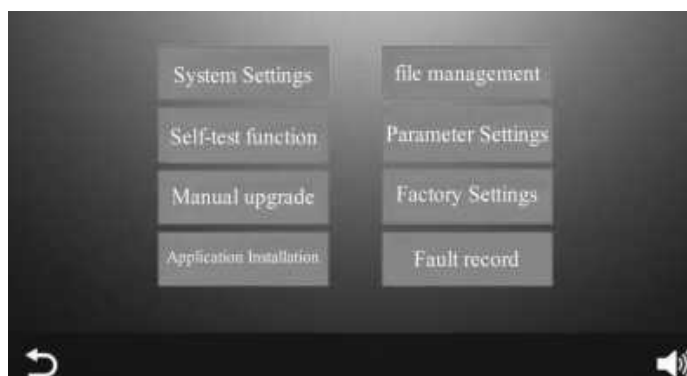 System Settings
file management
Self-test function
Parameter Settings
Manual upgrade
Factory Settings
Application Installation
Fault record